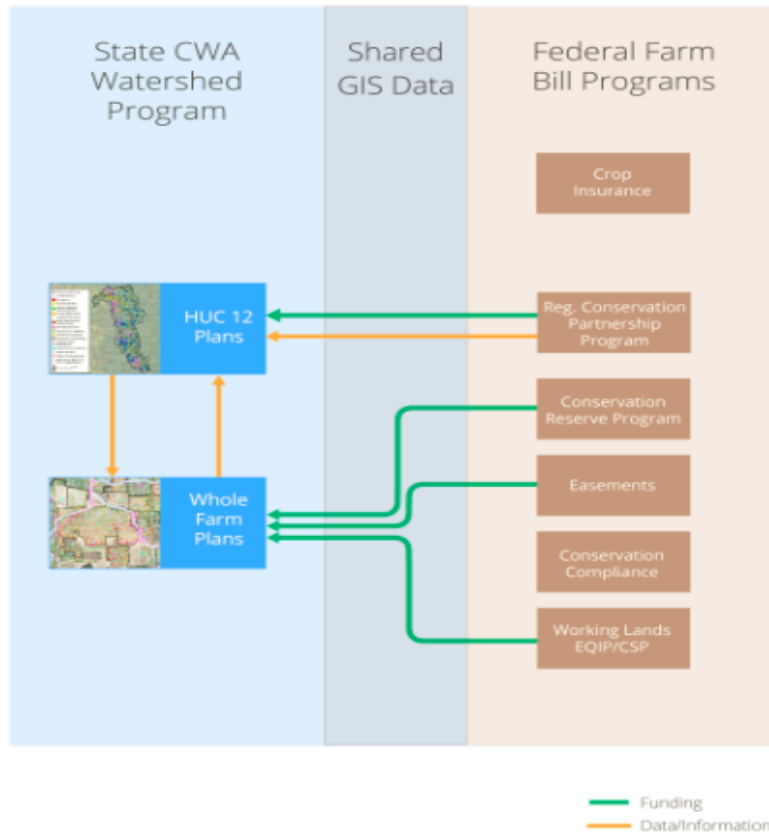 State CWA
Watershed
Program
Shared
GIS Data
Federal Farm
Bill Programs
Crop
Insurance
HUC 12
Plans
Reg. Conservation
Partnership
Program
Conservation
Reserve Program
Whole
Farm
Plans
Easements
Conservation
Compliance
Working Lands
EQIP/CSP
Funding
Data/Information